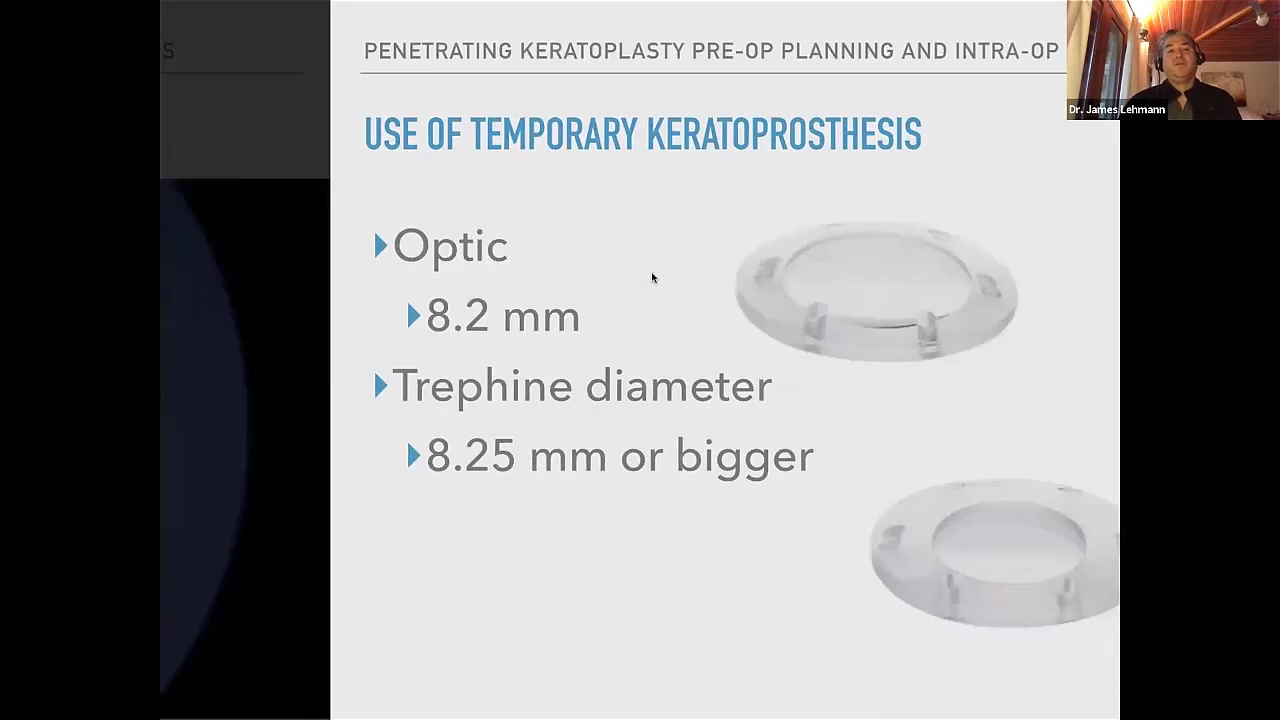 S
PENETRATING KERATOPLASTY PRE-OP PLANNING AND INTRA-OP
Dr. James Lehmann
USE OF TEMPORARY KERATOPROSTHESIS
Optic
8.2 mm
Trephine diameter
8.25 mm or bigger